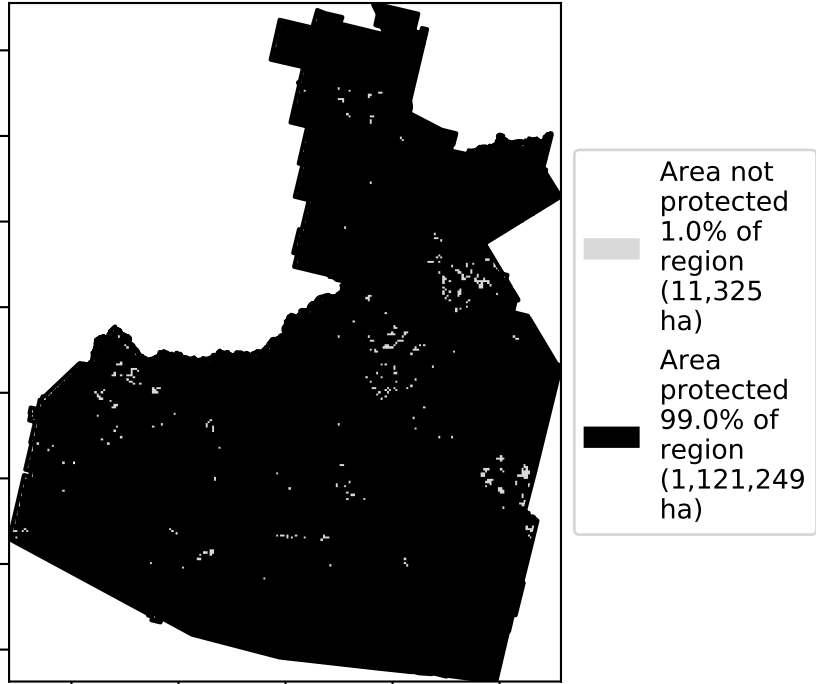 Area not
protected
1.0% of
region
(11,325
ha)
Area
protected
99.0% of
region
(1,121,249
ha)